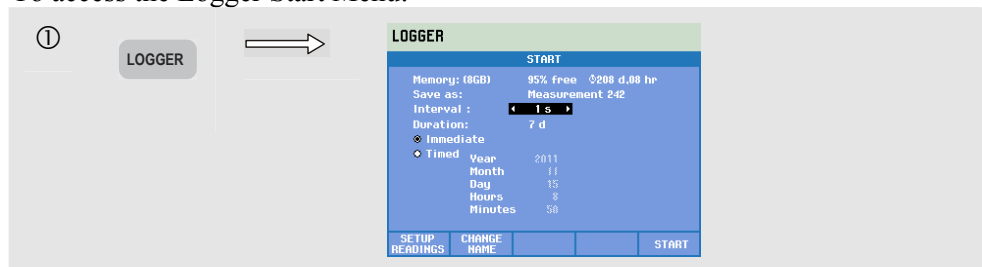 To access the Logger Start Menu:
①
LOGGER
LOGGER
START
Memory: (8GB) 95% free 208 d,08 hr
Save as: Measurement 242
Interval : 1 s
Duration: 7 d
Immediate
Timed
Year 2011
Month 11
Day 15
Hours 8
Minutes 50
SETUP READINGS CHANGE NAME START